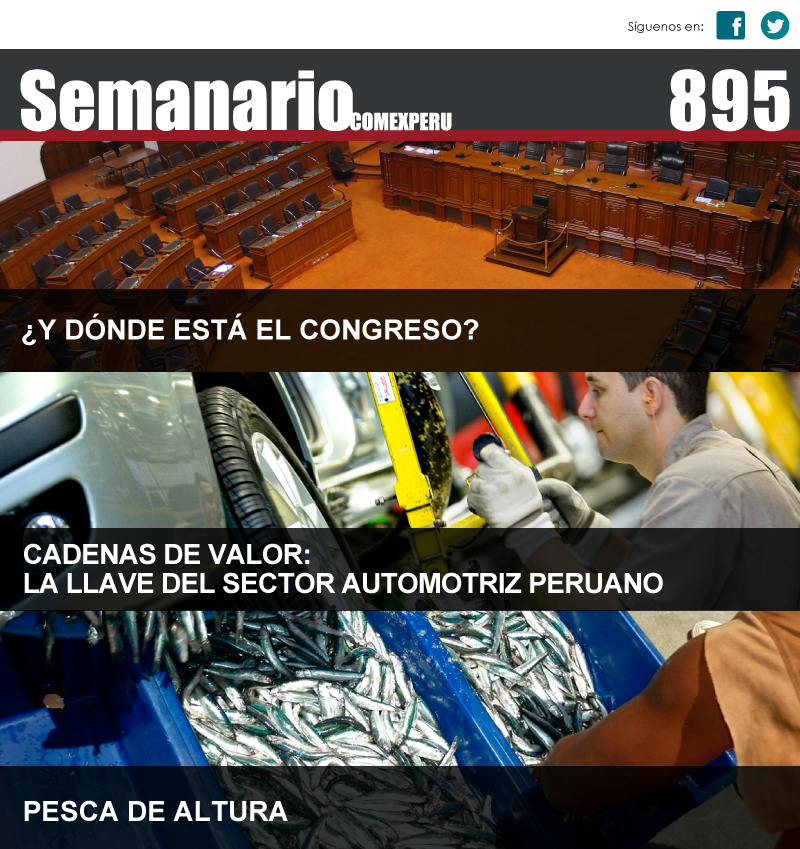 Síguenos en:
Semanario COMEXPERU 895
¿Y DÓNDE ESTÁ EL CONGRESO?
CADENAS DE VALOR:
LA LLAVE DEL SECTOR AUTOMOTRIZ PERUANO
PESCA DE ALTURA